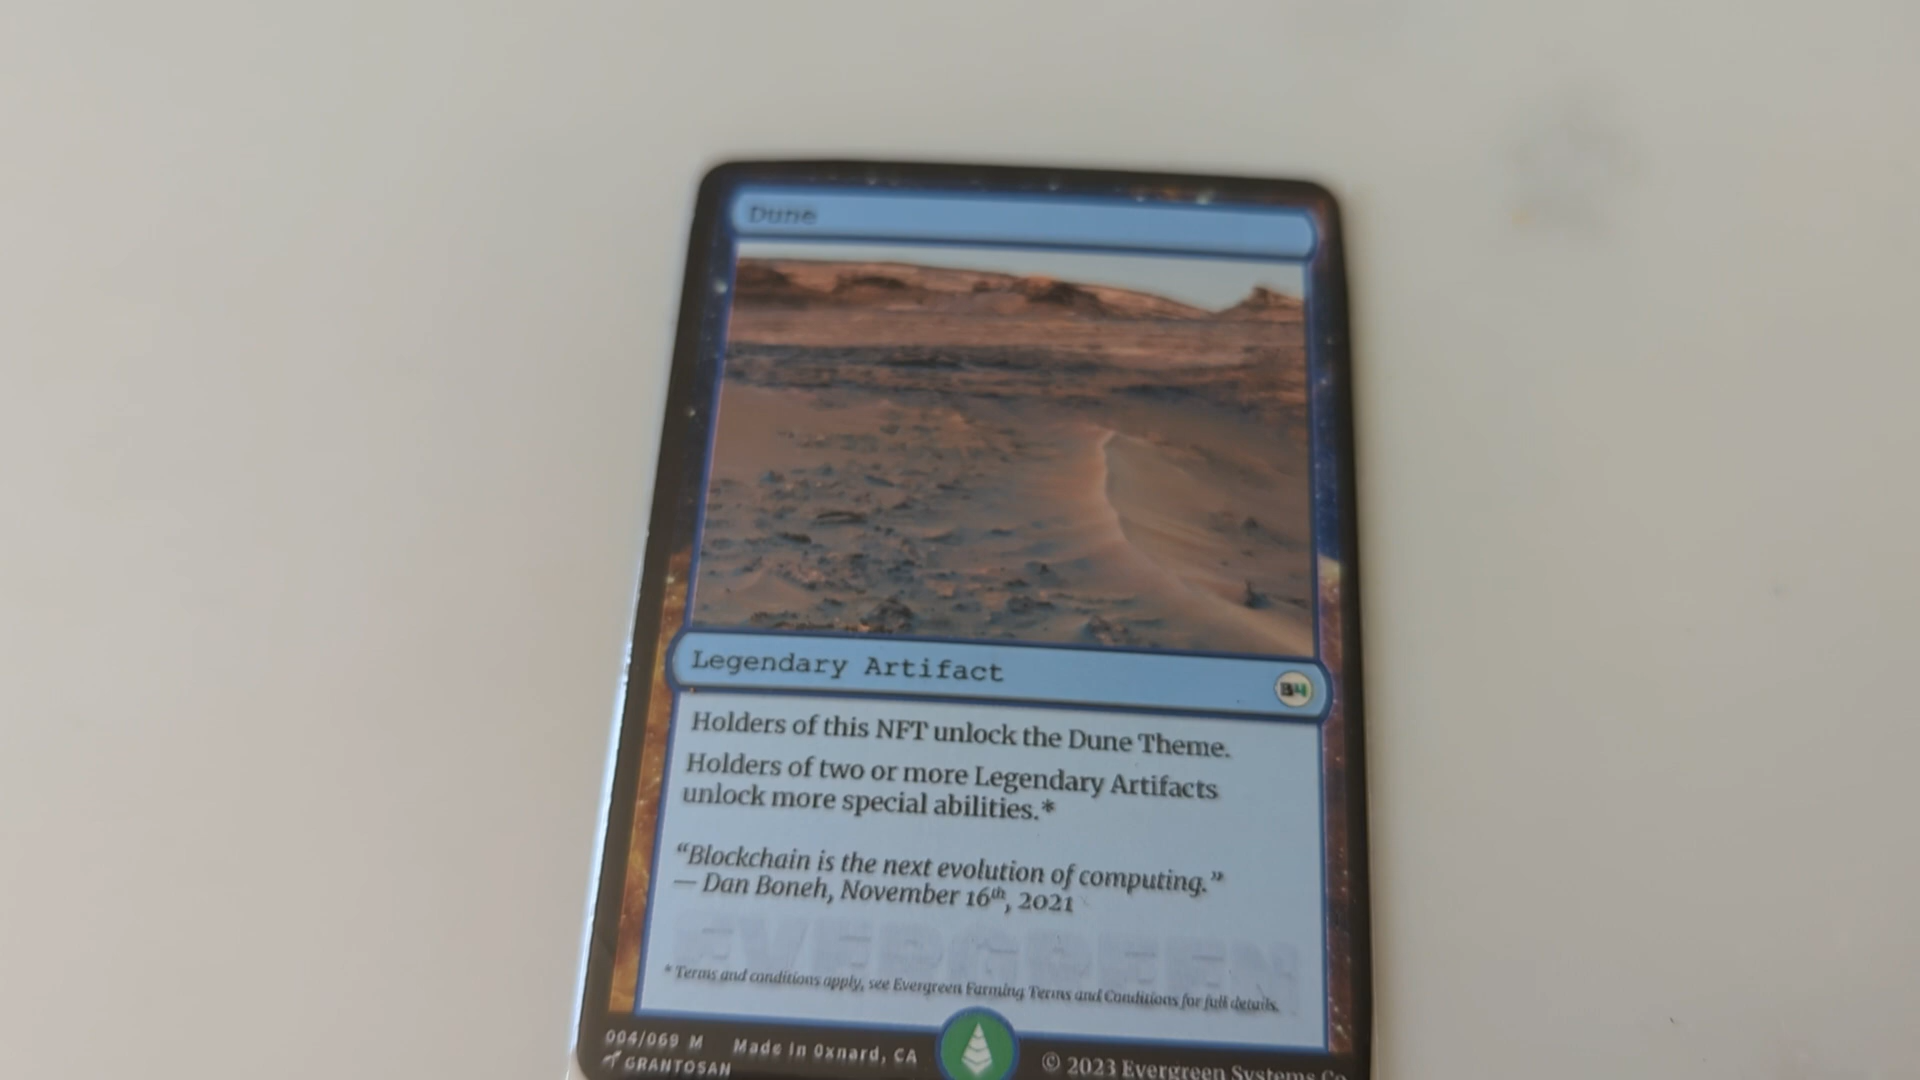 Dune
Legendary Artifact
B4
Holders of this NFT unlock the Dune Theme.
Holders of two or more Legendary Artifacts
unlock more special abilities.*
“Blockchain is the next evolution of computing.”
— Dan Boneh, November 16th, 2021
EVERGREEN
* Terms and conditions apply, see Evergreen Farming Terms and Conditions for full details.
004/069 M Made in Oxnard, CA
GRANTOSAN
© 2023 Evergreen Systems Co